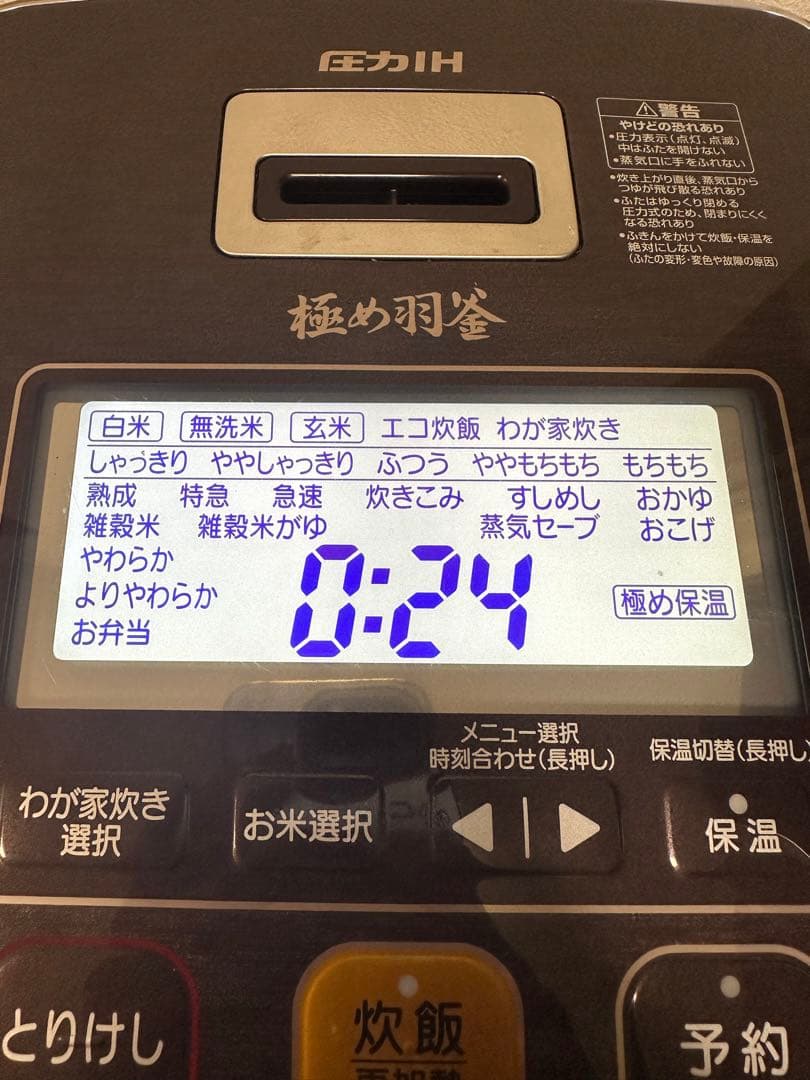 圧力IH
⚠警告
やけどの恐れあり
•圧力表示(点灯、点滅)
中はふたを開けない
•蒸気口に手をふれない
•炊き上がり直後、蒸気口から
つゆが飛び散る恐れあり
•ふたはゆっくり閉める
圧力式のため、閉まりにくく
なる恐れあり
•ふきんをかけて炊飯・保温を
絶対にしない
(ふたの変形・変色や故障の原因)
極め羽釜
白米 無洗米 玄米 エコ炊飯 わが家炊き
しゃっきり ややしゃっきり ふつう ややもちもち もちもち
熟成 特急 急速 炊きこみ すしめし おかゆ
雑穀米 雑穀米がゆ 蒸気セーブ おこげ
やわらか
よりやわらか
お弁当
0:24
極め保温
メニュー選択
時刻合わせ(長押し)
保温切替(長押し)
わが家炊き
選択
お米選択
保温
とりけし
炊飯
再加熱
予約